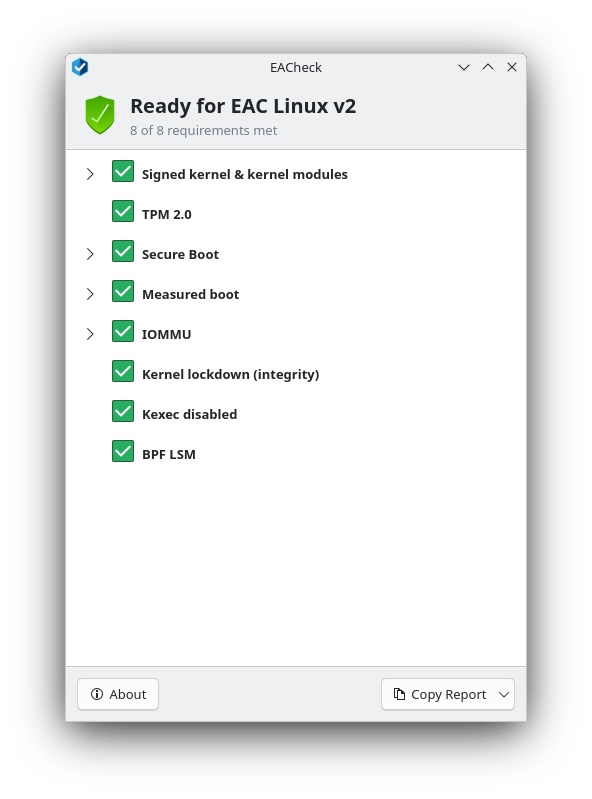 EACheck
Ready for EAC Linux v2
8 of 8 requirements met
Signed kernel & kernel modules
TPM 2.0
Secure Boot
Measured boot
IOMMU
Kernel lockdown (integrity)
Kexec disabled
BPF LSM
About
Copy Report